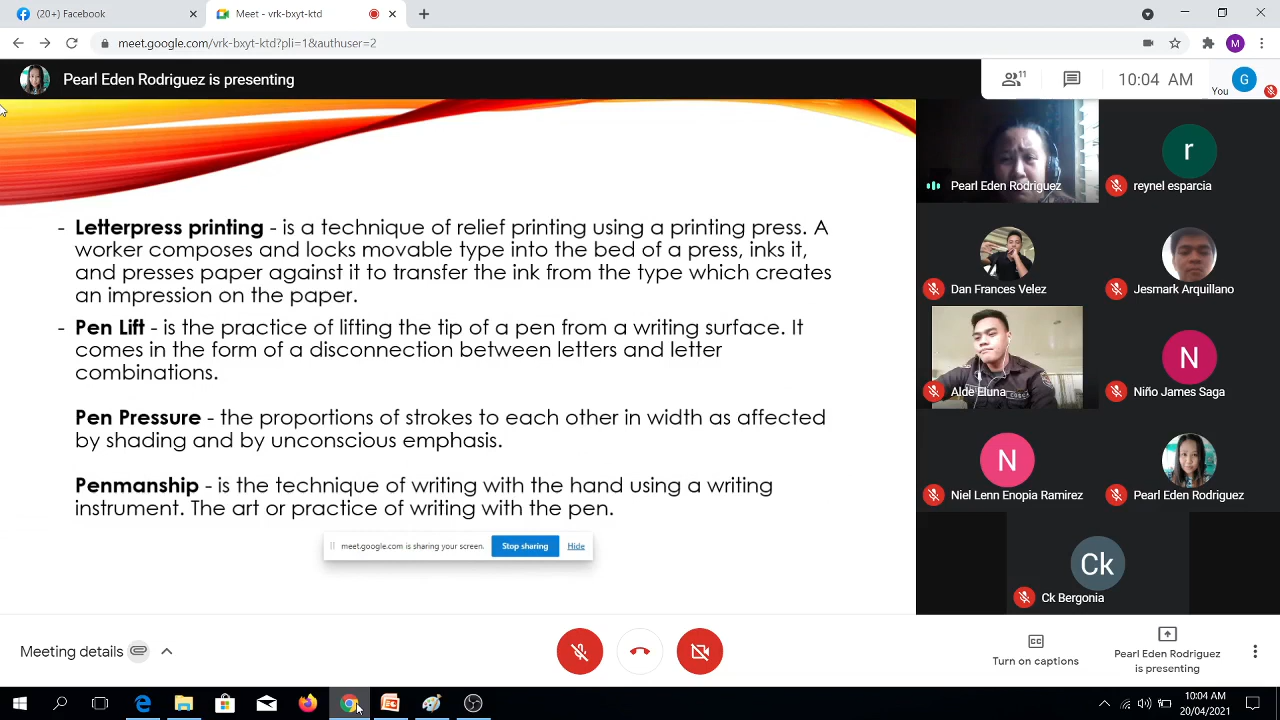 (20+) Facebook
Meet - vrk-bxyt-ktd
meet.google.com/vrk-bxyt-ktd?pli=1&authuser=2
M
Pearl Eden Rodriguez is presenting
11
10:04 AM
You
G
- Letterpress printing - is a technique of relief printing using a printing press. A
worker composes and locks movable type into the bed of a press, inks it,
and presses paper against it to transfer the ink from the type which creates
an impression on the paper.
- Pen Lift - is the practice of lifting the tip of a pen from a writing surface. It
comes in the form of a disconnection between letters and letter
combinations.
Pen Pressure - the proportions of strokes to each other in width as affected
by shading and by unconscious emphasis.
Penmanship - is the technique of writing with the hand using a writing
instrument. The art or practice of writing with the pen.
meet.google.com is sharing your screen.
Stop sharing
Hide
Pearl Eden Rodriguez
r
reynel esparcia
Dan Frances Velez
Jesmark Arquillano
Alde Eluna
N
Niño James Saga
N
Niel Lenn Enopia Ramirez
Pearl Eden Rodriguez
Ck
Ck Bergonia
Meeting details
CC
Turn on captions
Pearl Eden Rodriguez
is presenting
10:04 AM
20/04/2021